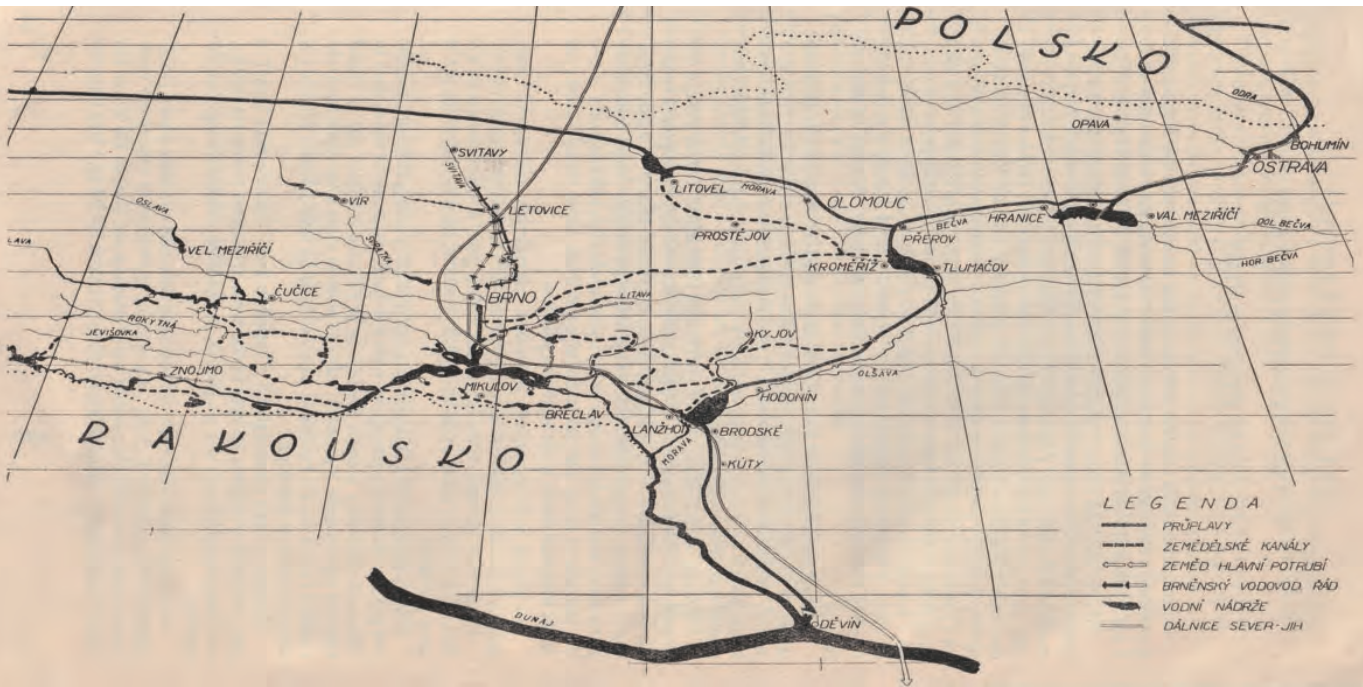 POLSKO
ODRA
OPAVA
BOHUMÍN
OSTRAVA
SVITAVY
SVITAVA
LITOVEL
MORAVA
OLOMOUC
VÍR
LETOVICE
OSLAVA
PROSTĚJOV
BEČVA
HRANICE
VAL MEZIŘÍČÍ
DOL BEČVA
PŘEROV
SVRATKA
VEL MEZIŘÍČÍ
LAVA
KROMĚŘÍŽ
TLUMAČOV
HOR. BEČVA
ČUČICE
BRNO
LITAVA
ROKYTNÁ
JEVIŠOVKA
KYJOV
ZNOJMO
OLŠAVA
MIKULOV
HODONÍN
BŘECLAV
LANŽHOT
BRODSKÉ
RAKOUSKO
MORAVA
KÚTY
LEGENDA
PRŮPLAVY
ZEMĚDĚLSKÉ KANÁLY
ZEMĚD HLAVNÍ POTRUBÍ
BRNĚNSKÝ VODOVOD. ŘÁD
VODNÍ NÁDRŽE
DÁLNICE SEVER-JIH
DUNAJ
DĚVÍN